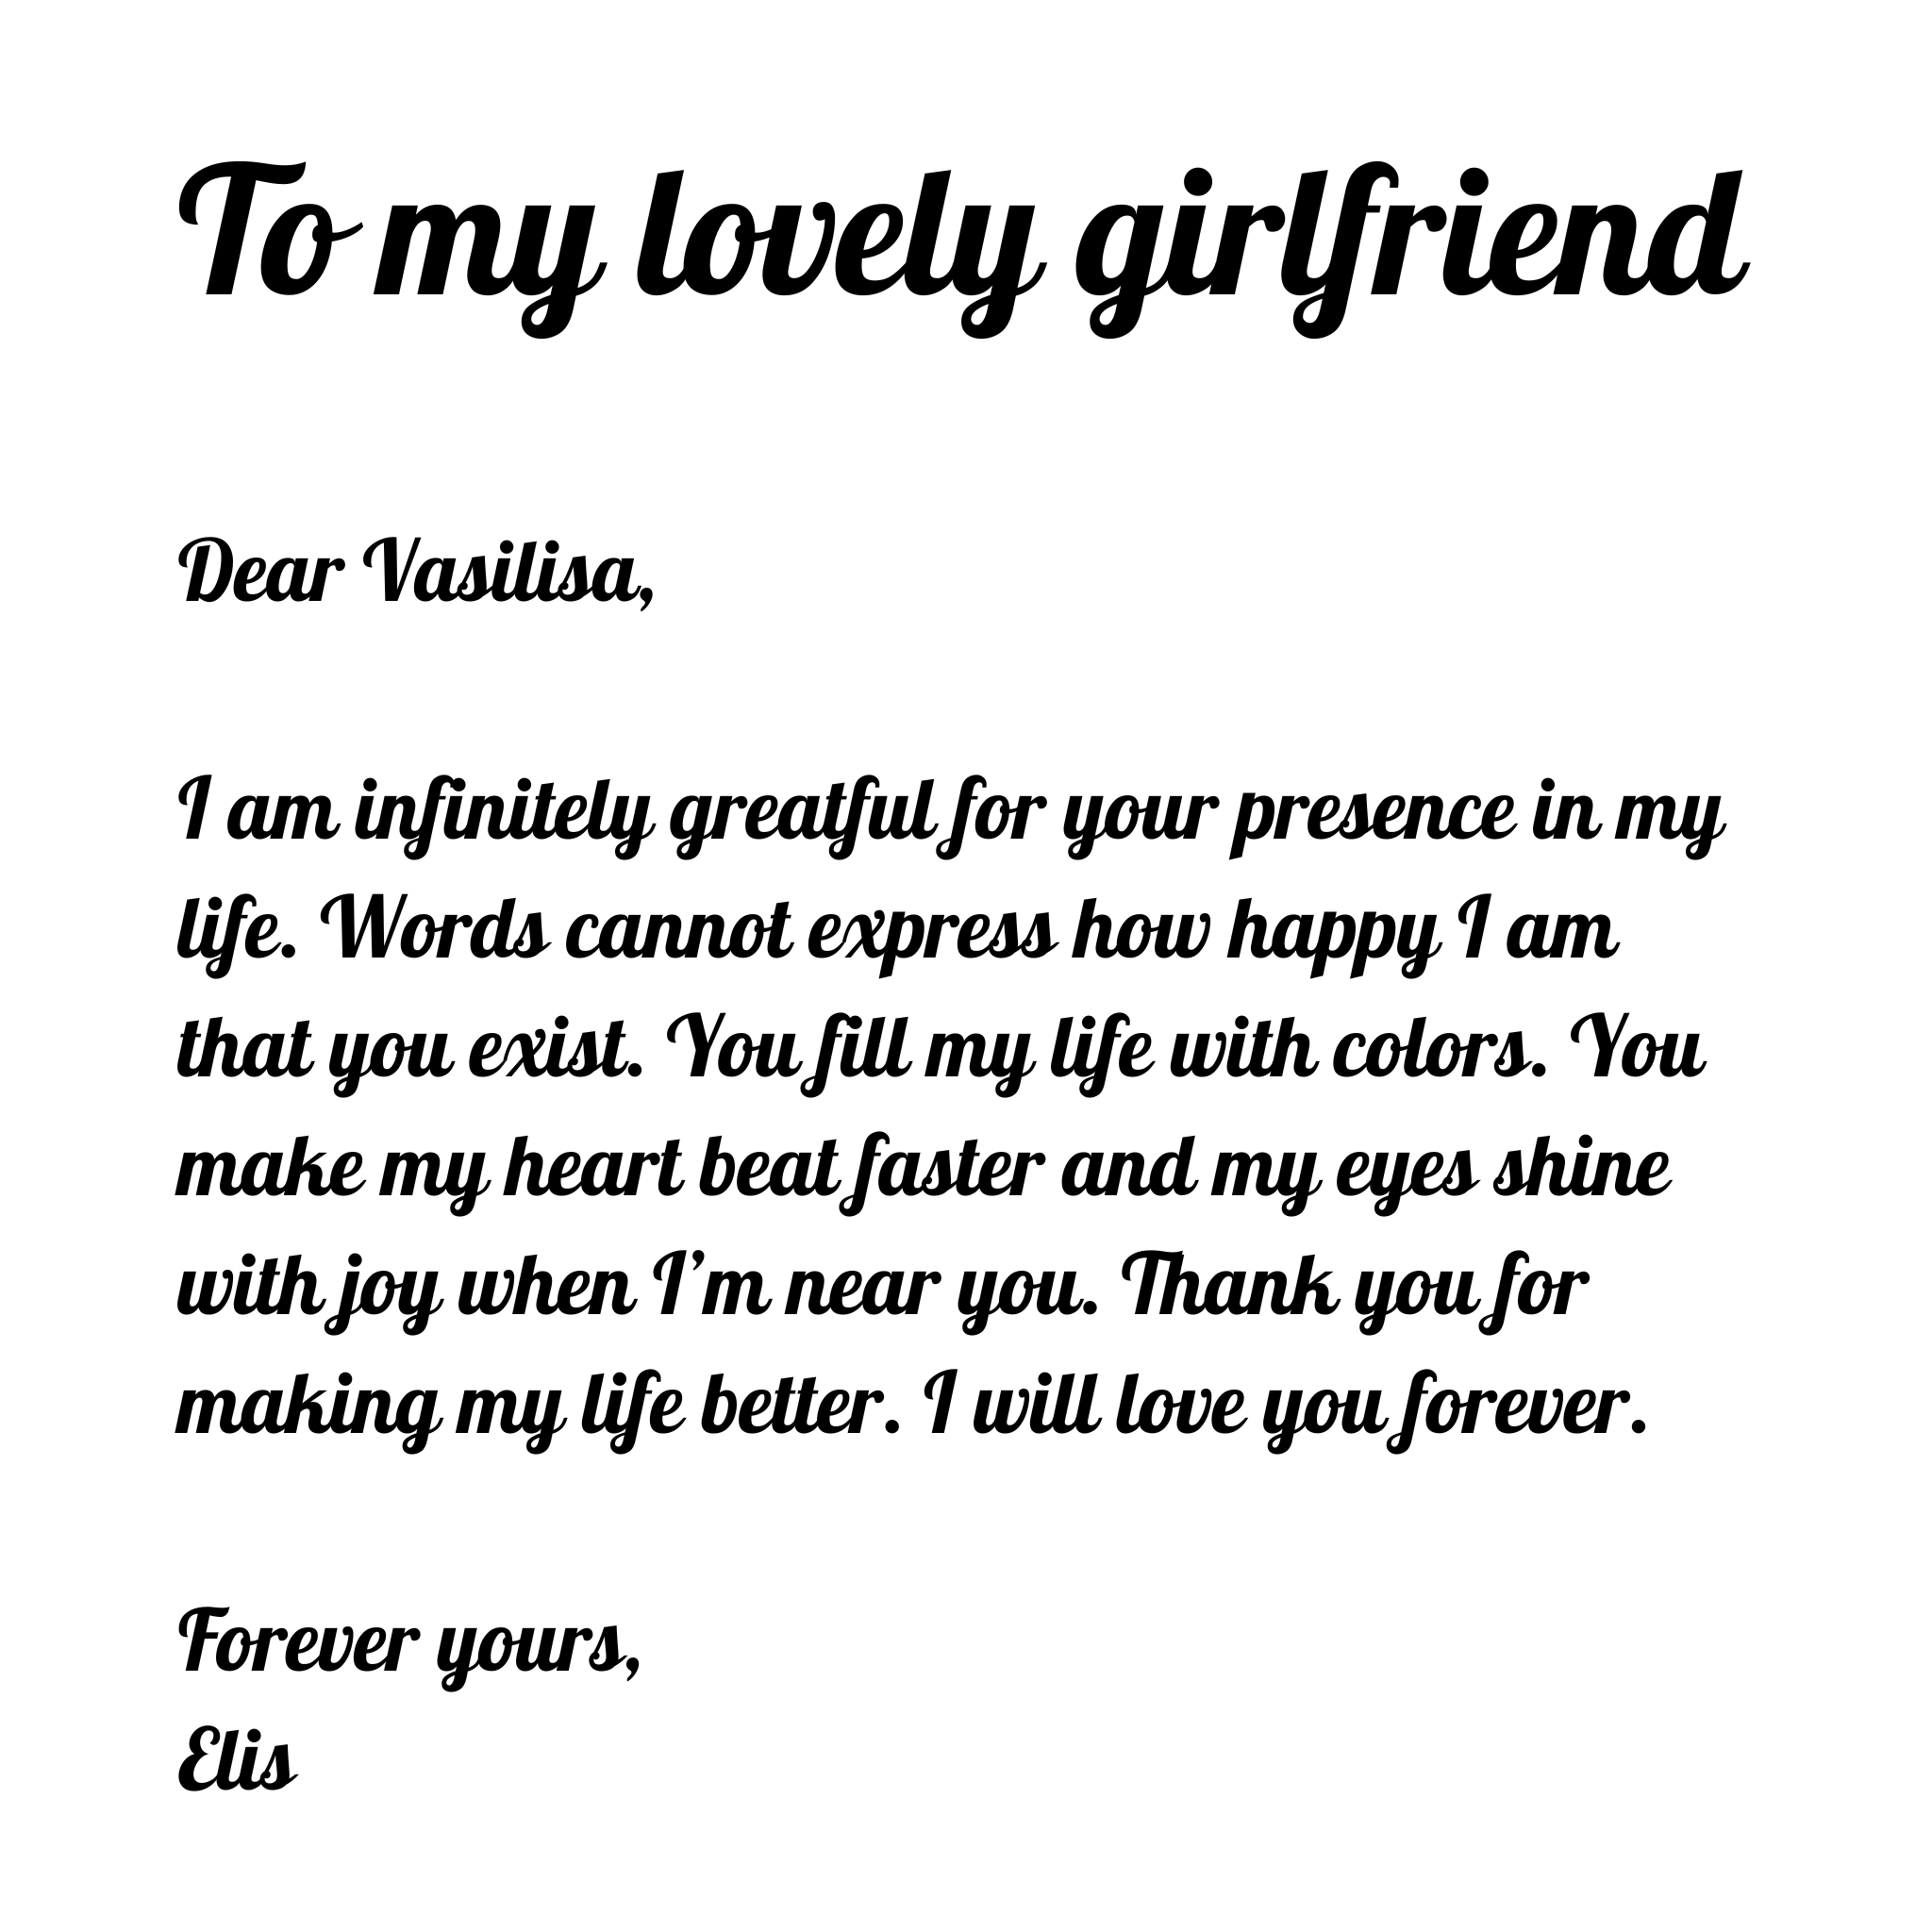 To my lovely girlfriend
Dear Vasilisa,
I am infinitely greatful for your presence in my
life. Words cannot express how happy I am
that you exist. You fill my life with colors. You
make my heart beat faster and my eyes shine
with joy when I’m near you. Thank you for
making my life better. I will love you forever.
Forever yours,
Elis